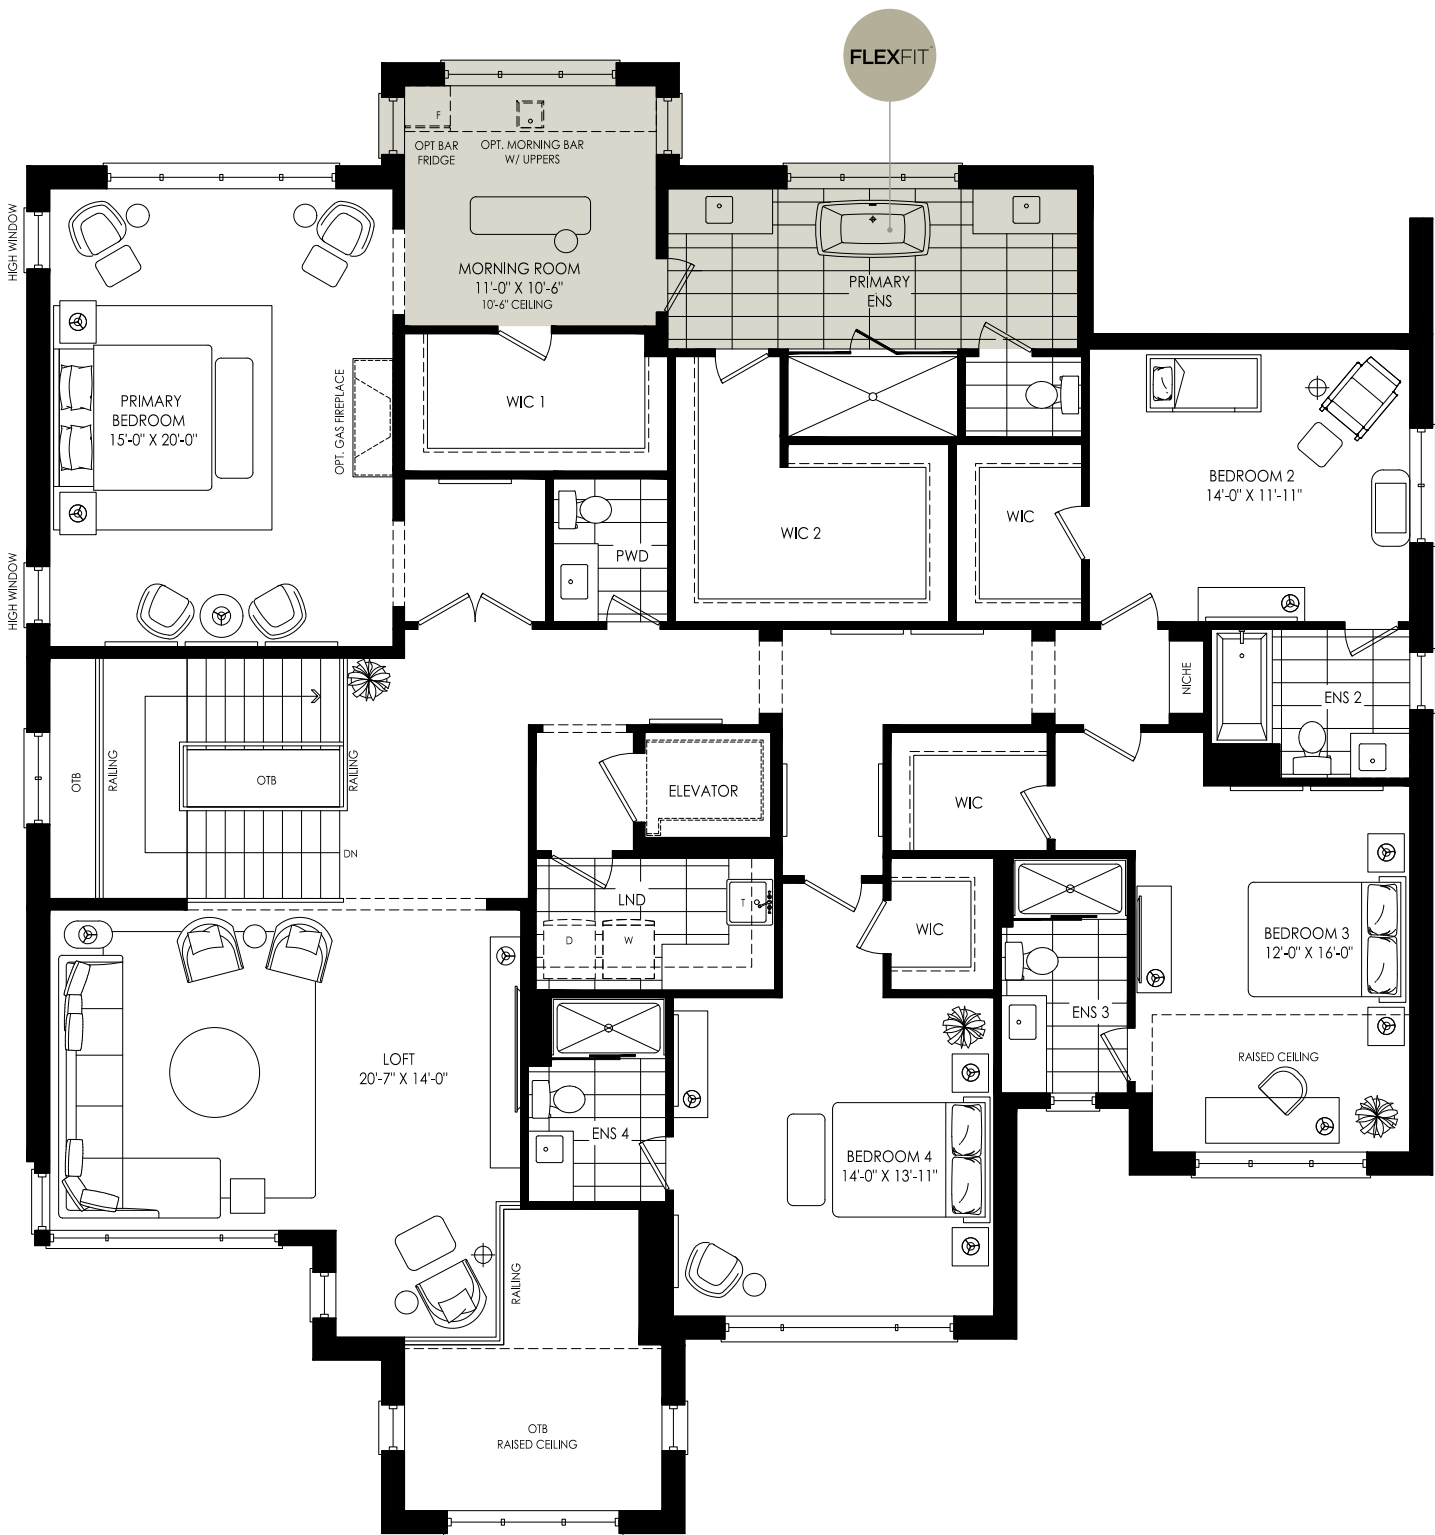 FLEXFIT
F
OPT BAR
FRIDGE
OPT. MORNING BAR
W/ UPPERS
HIGH WINDOW
MORNING ROOM
11'-0" X 10'-6"
10'-6" CEILING
PRIMARY
ENS
PRIMARY
BEDROOM
15'-0" X 20'-0"
OPT. GAS FIREPLACE
WIC 1
BEDROOM 2
14'-0" X 11'-11"
WIC
WIC 2
PWD
HIGH WINDOW
NICHE
ENS 2
OTB
RAILING
OTB
RAILING
DN
ELEVATOR
WIC
LND
T
D
W
WIC
BEDROOM 3
12'-0" X 16'-0"
ENS 3
RAISED CEILING
LOFT
20'-7" X 14'-0"
ENS 4
BEDROOM 4
14'-0" X 13'-11"
RAILING
OTB
RAISED CEILING